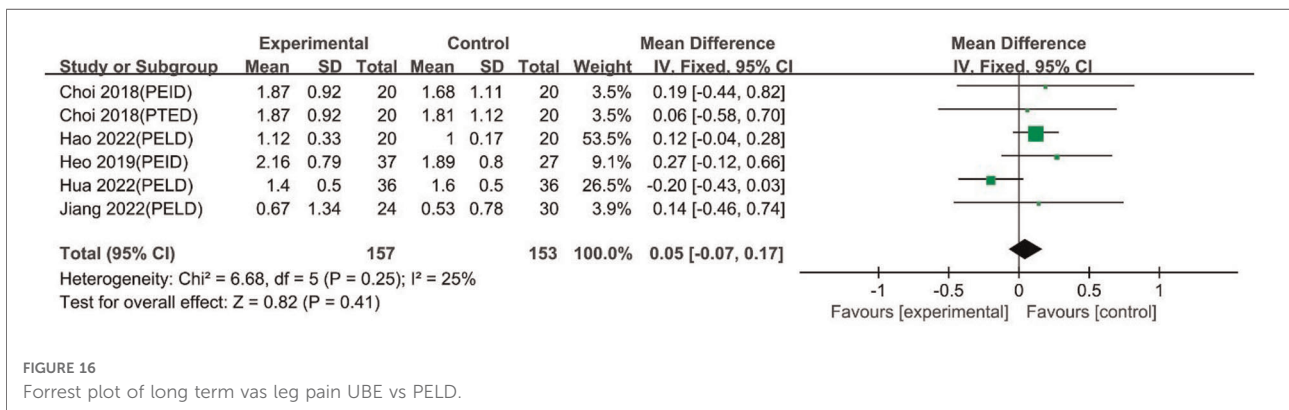 Experimental Control Mean Difference Mean Difference
Study or Subgroup Mean SD Total Mean SD Total Weight IV. Fixed. 95% CI IV. Fixed. 95% CI
Choi 2018(PEID) 1.87 0.92 20 1.68 1.11 20 3.5% 0.19 [-0.44, 0.82]
Choi 2018(PTED) 1.87 0.92 20 1.81 1.12 20 3.5% 0.06 [-0.58, 0.70]
Hao 2022(PELD) 1.12 0.33 20 1 0.17 20 53.5% 0.12 [-0.04, 0.28]
Heo 2019(PEID) 2.16 0.79 37 1.89 0.8 27 9.1% 0.27 [-0.12, 0.66]
Hua 2022(PELD) 1.4 0.5 36 1.6 0.5 36 26.5% -0.20 [-0.43, 0.03]
Jiang 2022(PELD) 0.67 1.34 24 0.53 0.78 30 3.9% 0.14 [-0.46, 0.74]
Total (95% CI) 157 153 100.0% 0.05 [-0.07, 0.17]
Heterogeneity: Chi² = 6.68, df = 5 (P = 0.25); I² = 25%
Test for overall effect: Z = 0.82 (P = 0.41)
-1 -0.5 0 0.5 1
Favours [experimental] Favours [control]
FIGURE 16
Forrest plot of long term vas leg pain UBE vs PELD.